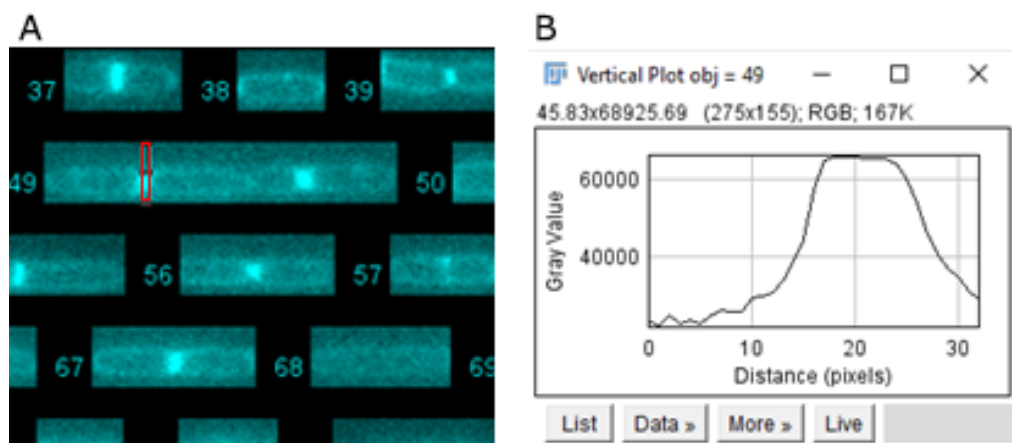 A
37 38 39
49 50
56 57
67 68 69
B
Vertical Plot obj = 49
45.83x68925.69 (275x155); RGB; 167K
Gray Value
60000
40000
0 10 20 30
Distance (pixels)
List Data » More » Live